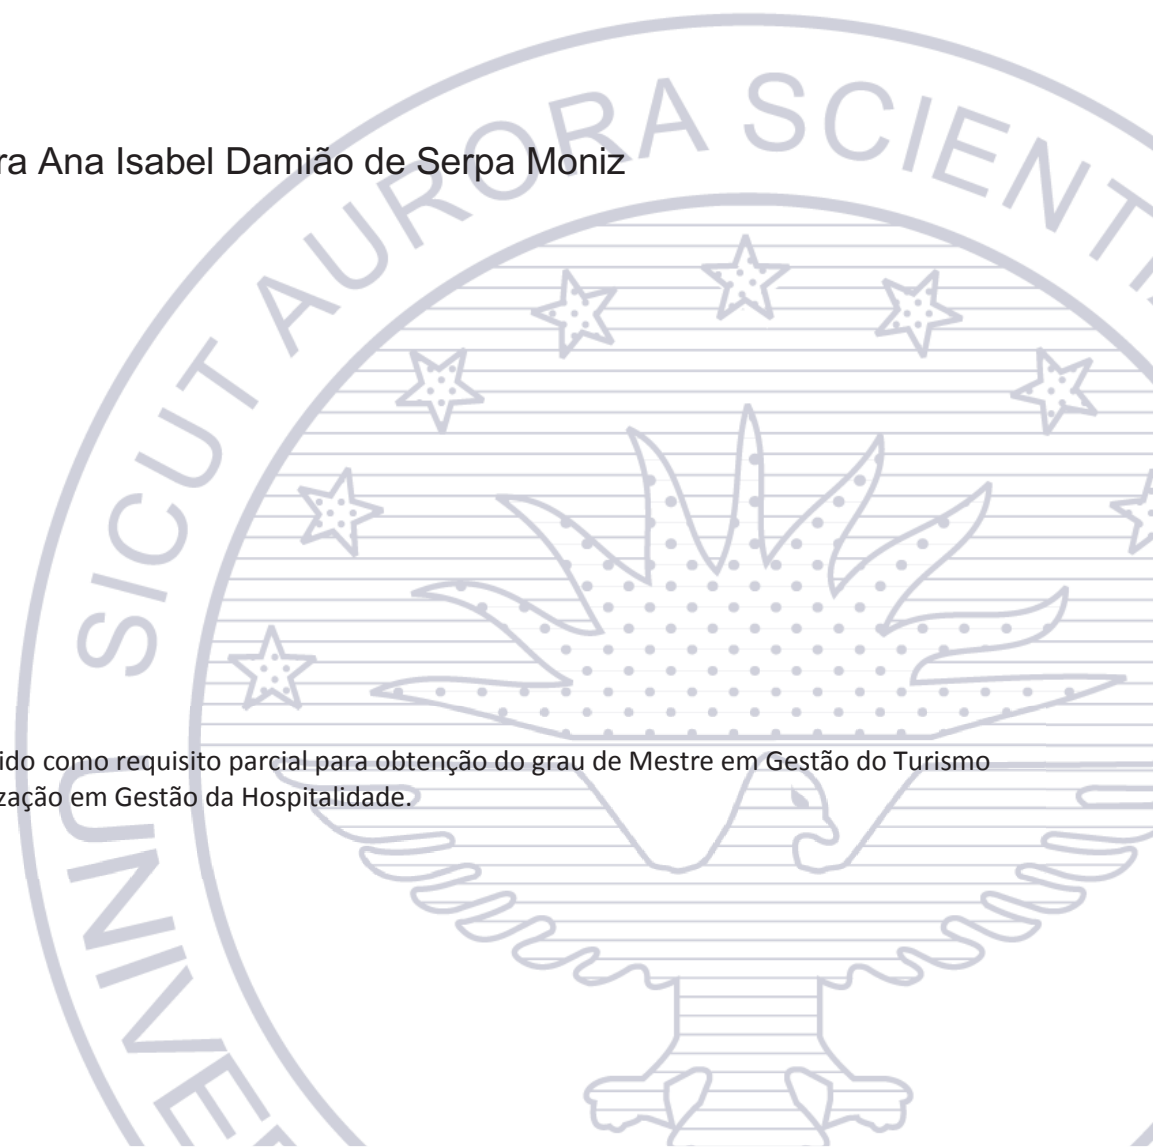 SICUT AURORA SCIENTI
ra Ana Isabel Damião de Serpa Moniz
ido como requisito parcial para obtenção do grau de Mestre em Gestão do Turismo
zação em Gestão da Hospitalidade.
UNIVE